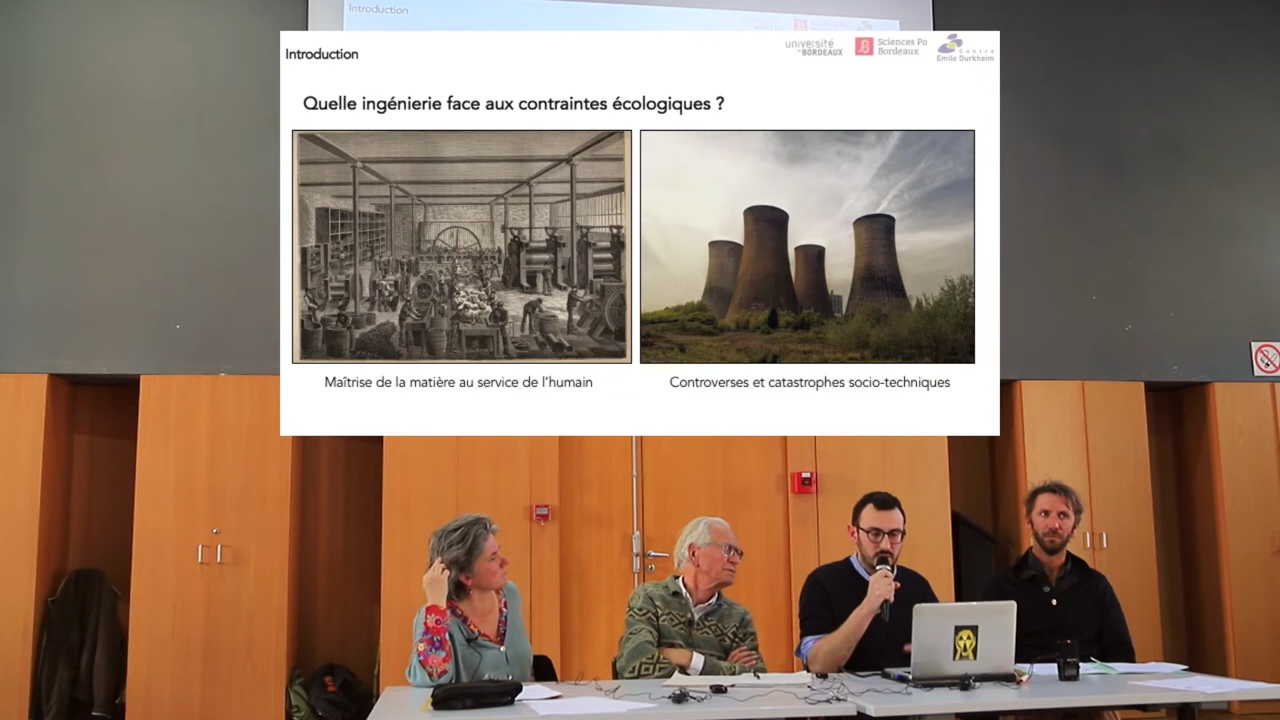 Introduction
Introduction
université
de BORDEAUX
Sciences Po
Bordeaux
Centre
Emile Durkheim
Quelle ingénierie face aux contraintes écologiques ?
Maîtrise de la matière au service de l'humain
Controverses et catastrophes socio-techniques